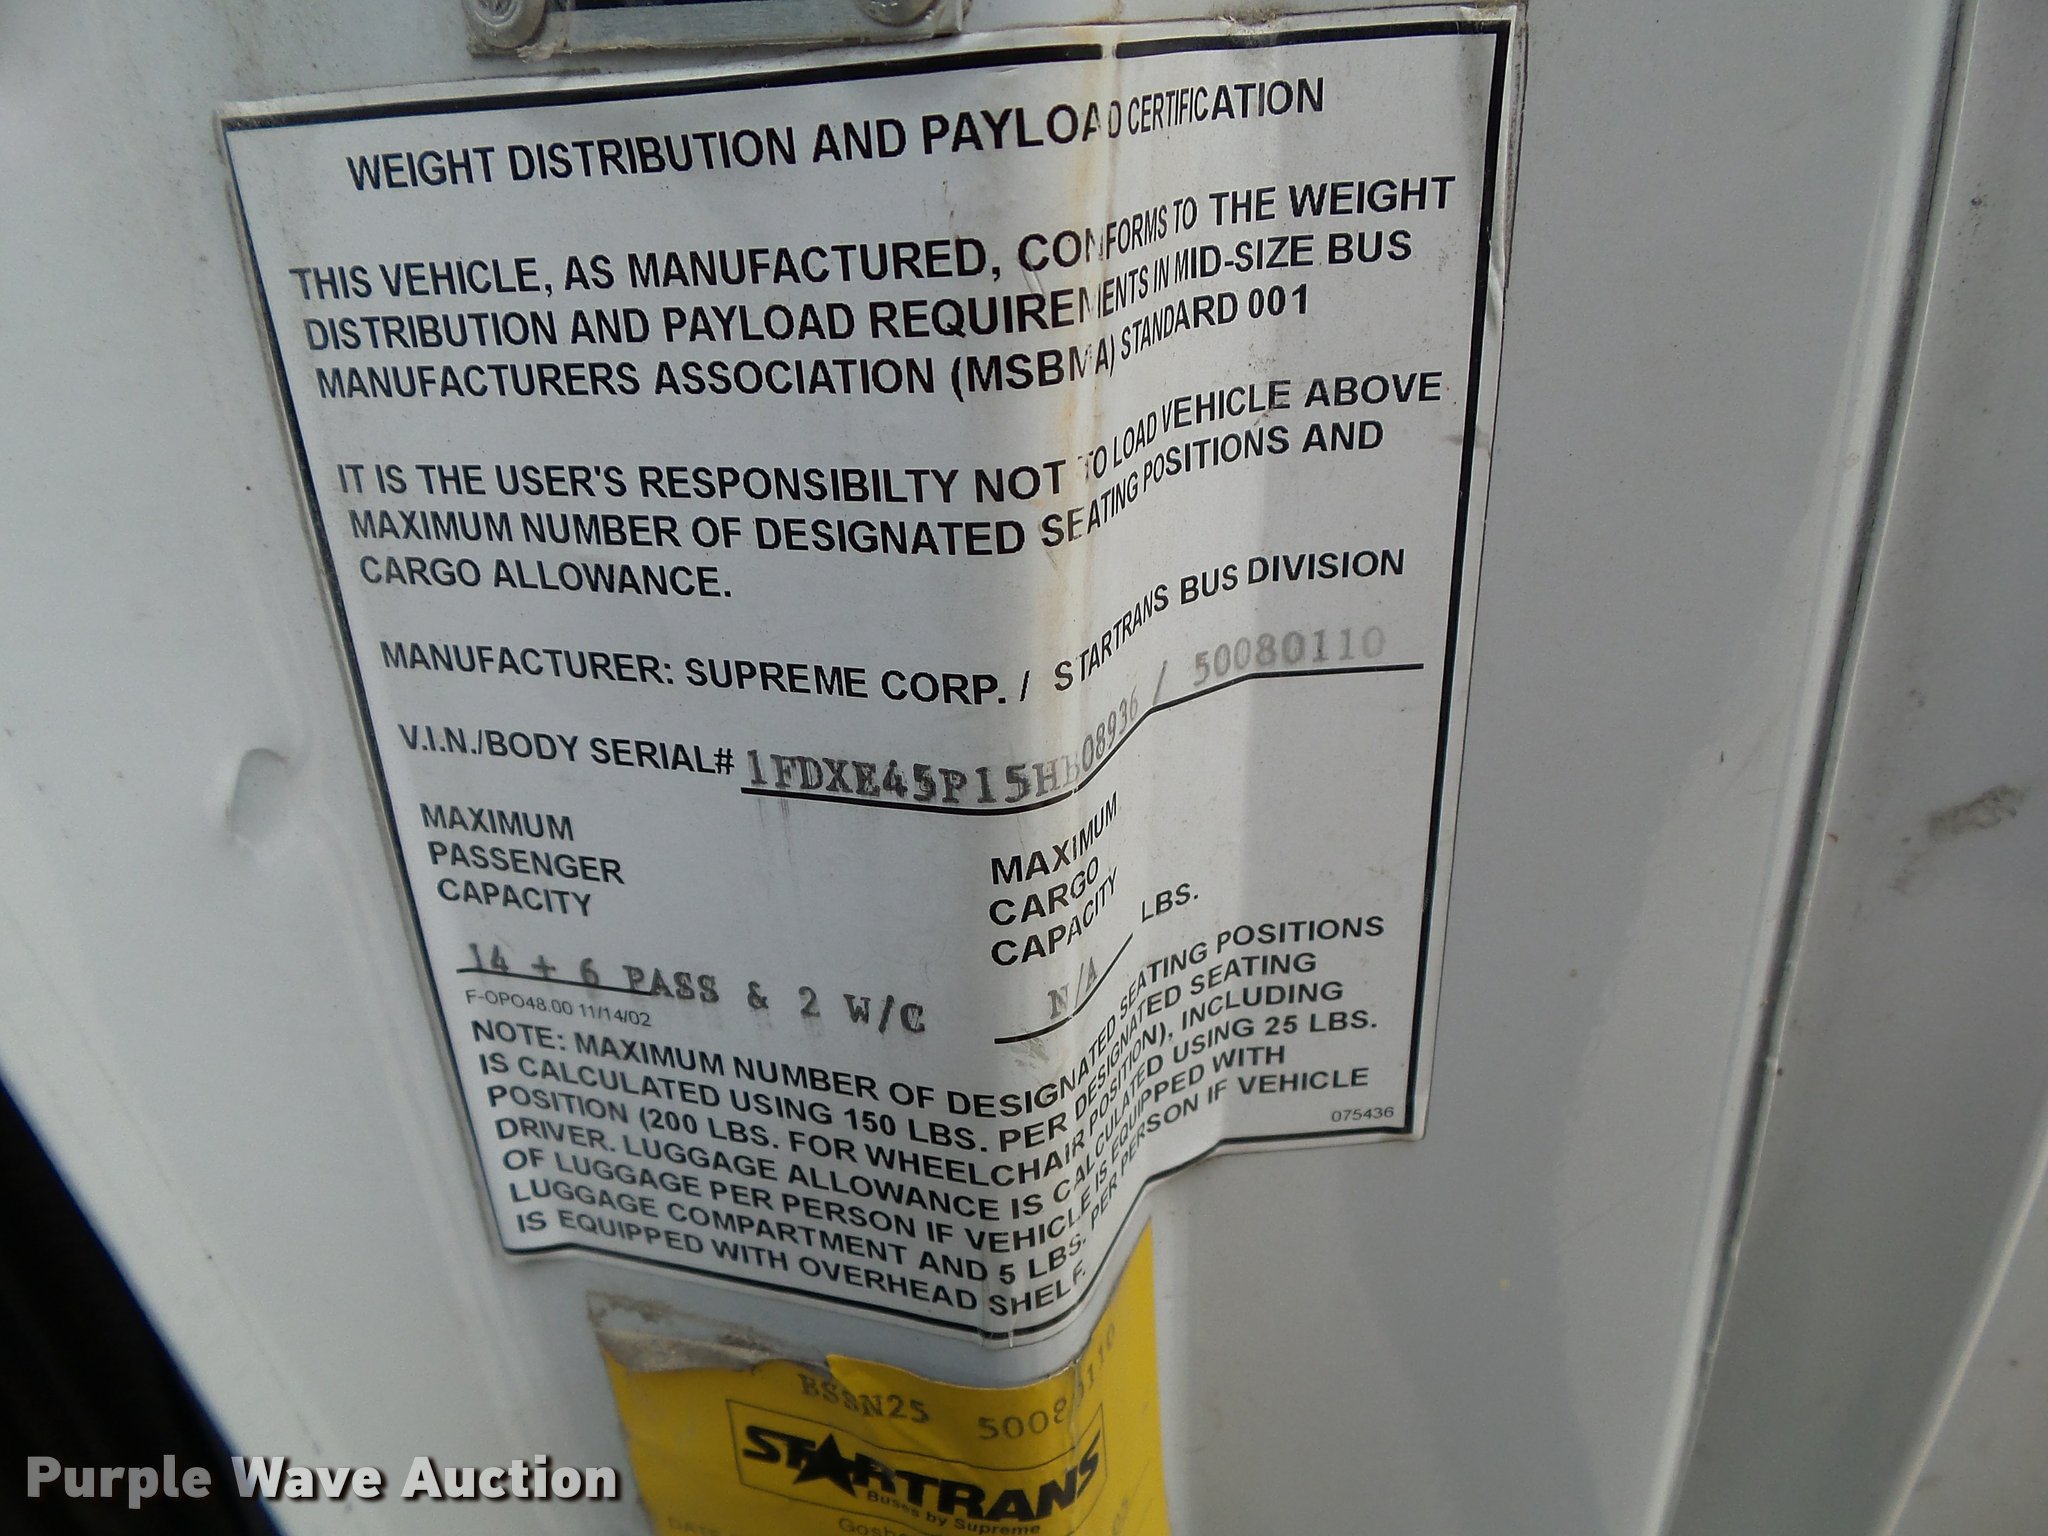 WEIGHT DISTRIBUTION AND PAYLOAD CERTIFICATION
THIS VEHICLE, AS MANUFACTURED, CONFORMS TO THE WEIGHT
DISTRIBUTION AND PAYLOAD REQUIREMENTS IN MID-SIZE BUS
MANUFACTURERS ASSOCIATION (MSBMA) STANDARD 001
IT IS THE USER'S RESPONSIBILTY NOT TO LOAD VEHICLE ABOVE
MAXIMUM NUMBER OF DESIGNATED SEATING POSITIONS AND
CARGO ALLOWANCE.
MANUFACTURER: SUPREME CORP. / STARTRANS BUS DIVISION
V.I.N./BODY SERIAL# 1FDXE45P15HB08936 / 50080110
MAXIMUM
PASSENGER
CAPACITY
14 + 6 PASS & 2 W/C
MAXIMUM
CARGO
CAPACITY
N/A LBS.
F-OPO48.00 11/14/02
NOTE: MAXIMUM NUMBER OF DESIGNATED SEATING POSITIONS
IS CALCULATED USING 150 LBS. PER DESIGNATED SEATING
POSITION (200 LBS. FOR WHEELCHAIR POSITION), INCLUDING
DRIVER. LUGGAGE ALLOWANCE IS CALCULATED USING 25 LBS.
OF LUGGAGE PER PERSON IF VEHICLE IS EQUIPPED WITH
LUGGAGE COMPARTMENT AND 5 LBS. PER PERSON IF VEHICLE
IS EQUIPPED WITH OVERHEAD SHELF.
075436
BSSN25 50080110
STARTRANS
Buses by Supreme
Purple Wave Auction